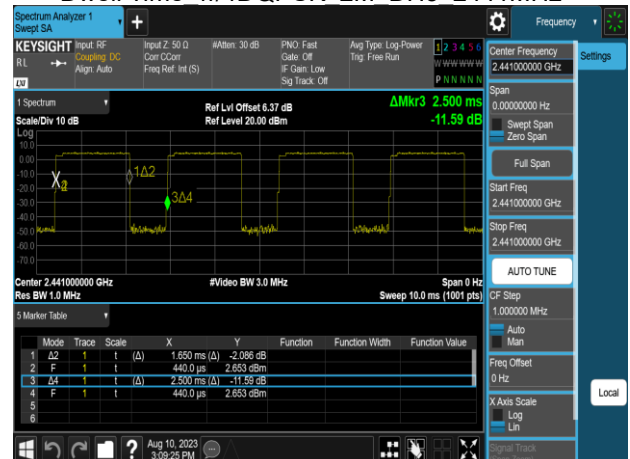 Spectrum Analyzer 1
Swept SA
Frequency
KEYSIGHT
Input: RF
Input Z: 50 Ω
#Atten: 30 dB
PNO: Fast
Avg Type: Log-Power
1 2 3 4 5 6
RL
Coupling: DC
Corr CCorr
Gate: Off
Trig: Free Run
W W W W W W
Align: Auto
Freq Ref: Int (S)
IF Gain: Low
Sig Track: Off
P N N N N N
LXI
Center Frequency
2.441000000 GHz
Settings
Span
0.00000000 Hz
Swept Span
Zero Span
Full Span
Start Freq
2.441000000 GHz
Stop Freq
2.441000000 GHz
AUTO TUNE
CF Step
1.000000 MHz
Auto
Man
Freq Offset
0 Hz
X Axis Scale
Log
Lin
Signal Track
Local
1 Spectrum
Ref Lvl Offset 6.37 dB
ΔMkr3 2.500 ms
Scale/Div 10 dB
Ref Level 20.00 dBm
-11.59 dB
Log
10.0
0.00
-10.0
-20.0
-30.0
-40.0
-50.0
-60.0
-70.0
1Δ2
3Δ4
Center 2.441000000 GHz
#Video BW 3.0 MHz
Span 0 Hz
Res BW 1.0 MHz
Sweep 10.0 ms (1001 pts)
5 Marker Table
Mode Trace Scale X Y Function Function Width Function Value
1 Δ2 1 t (Δ) 1.650 ms (Δ) -2.086 dB
2 F 1 t 440.0 µs 2.653 dBm
3 Δ4 1 t (Δ) 2.500 ms (Δ) -11.59 dB
4 F 1 t 440.0 µs 2.653 dBm
5
6
Aug 10, 2023
3:09:25 PM